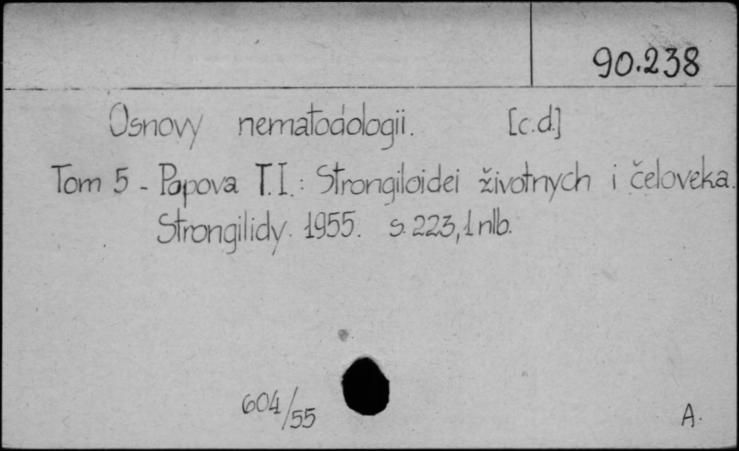 90.238
Osnovy nematodologii. [c.d.]
Tom 5 - Popova T.I.: Strongiloidei životnych i čeloveka.
Strongilidy. 1955. s. 223, 1 nlb.
604/55
A.